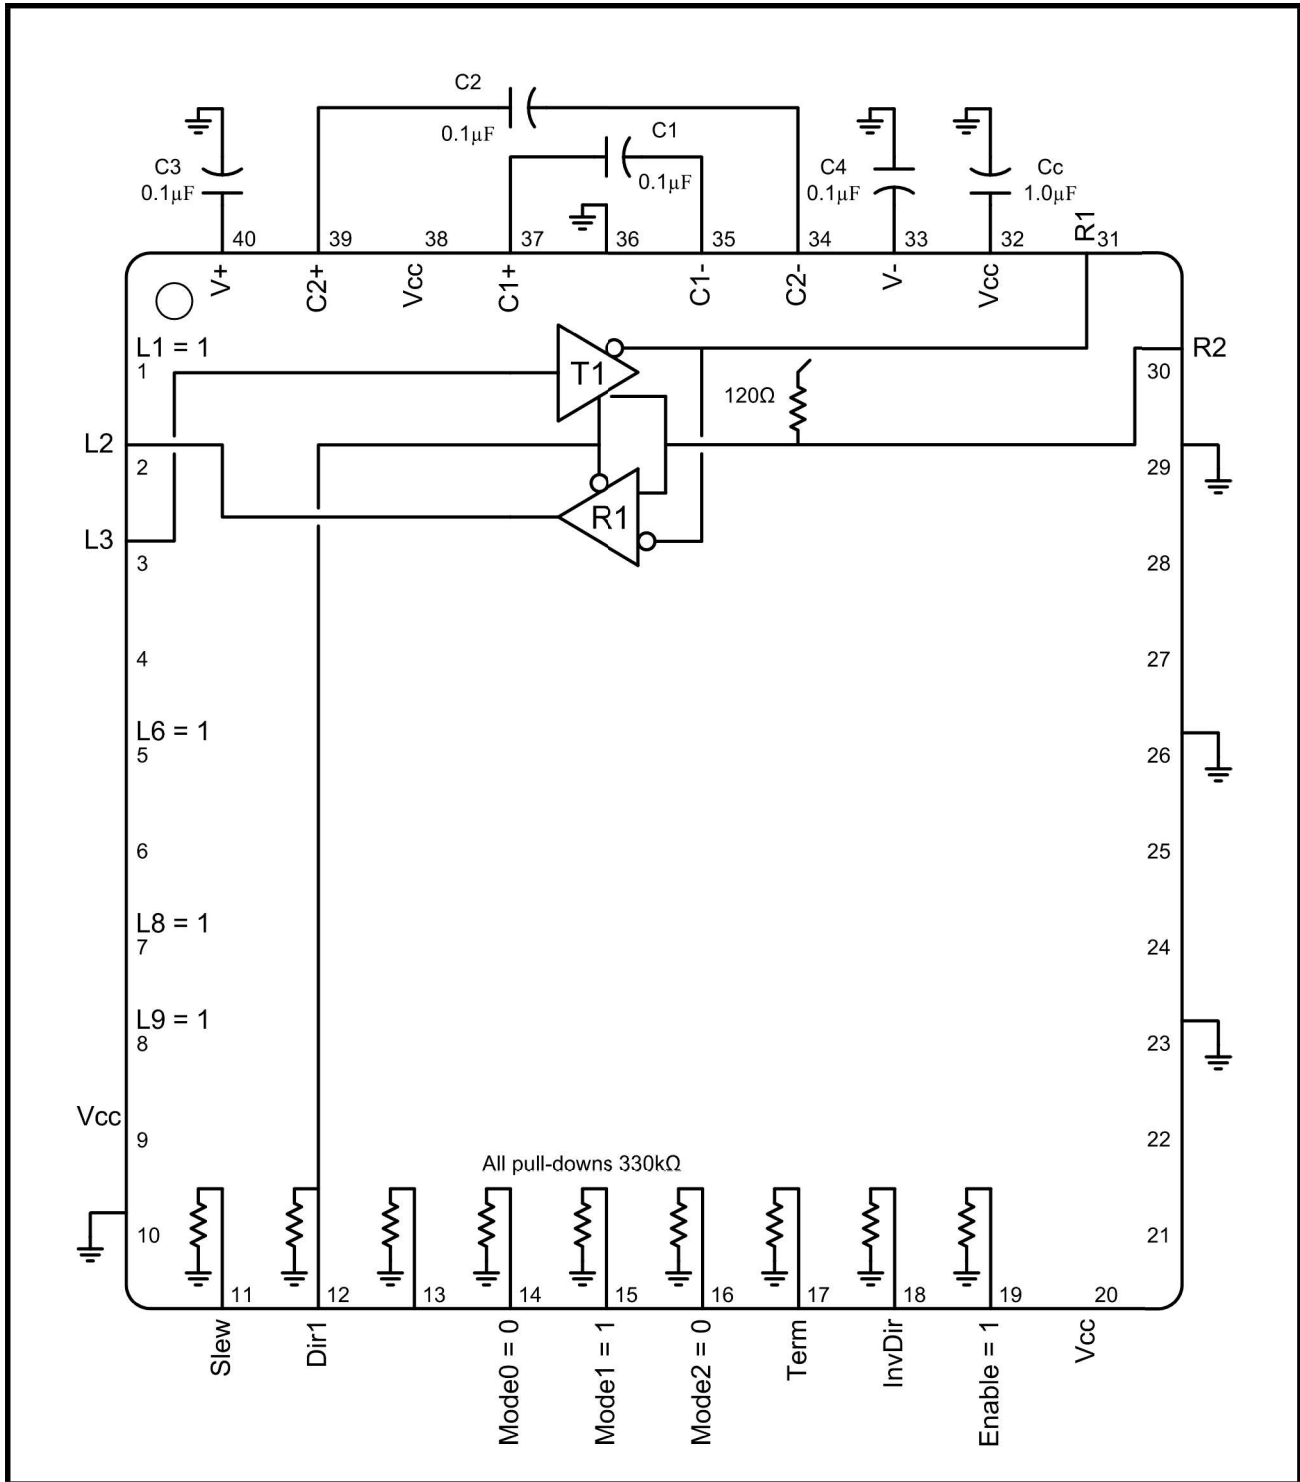 C2
0.1µF
C1
0.1µF
C3
0.1µF
C4
0.1µF
Cc
1.0µF
R1
40 39 38 37 36 35 34 33 32 31
V+ C2+ Vcc C1+ C1- C2- V- Vcc
L1 = 1
1
T1
R2
30
120Ω
L2
2
29
R1
L3
3
28
4
27
L6 = 1
5
26
6
25
L8 = 1
7
24
L9 = 1
8
23
Vcc
9
22
All pull-downs 330kΩ
10
21
11 12 13 14 15 16 17 18 19 20
Slew
Dir1
Mode0 = 0
Mode1 = 1
Mode2 = 0
Term
InvDir
Enable = 1
Vcc